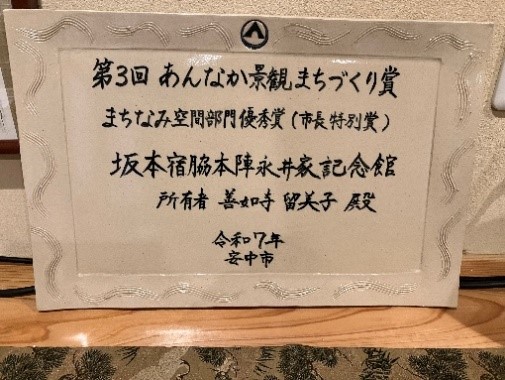 第3回 あんなか景観まちづくり賞
まちなみ空間部門優秀賞(市長特別賞)
坂本宿脇本陣永井家記念館
所有者 善如寺 留美子 殿
令和7年
安中市